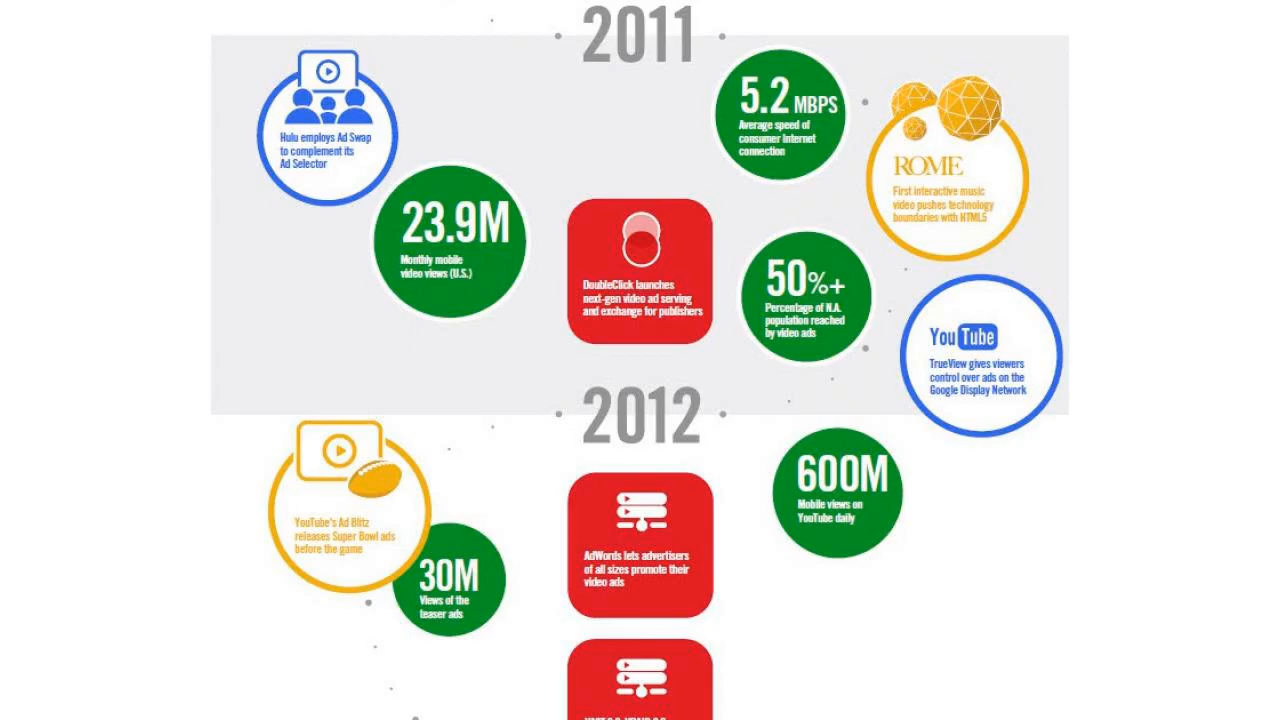 2011
Hulu employs Ad Swap
to complement its
Ad Selector
23.9M
Monthly mobile
video views (U.S.)
DoubleClick launches
next-gen video ad serving
and exchange for publishers
5.2 MBPS
Average speed of
consumer Internet
connection
ROME
First interactive music
video pushes technology
boundaries with HTML5
50%+
Percentage of N.A.
population reached
by video ads
YouTube
TrueView gives viewers
control over ads on the
Google Display Network
2012
YouTube's Ad Blitz
releases Super Bowl ads
before the game
30M
Views of the
teaser ads
AdWords lets advertisers
of all sizes promote their
video ads
600M
Mobile views on
YouTube daily